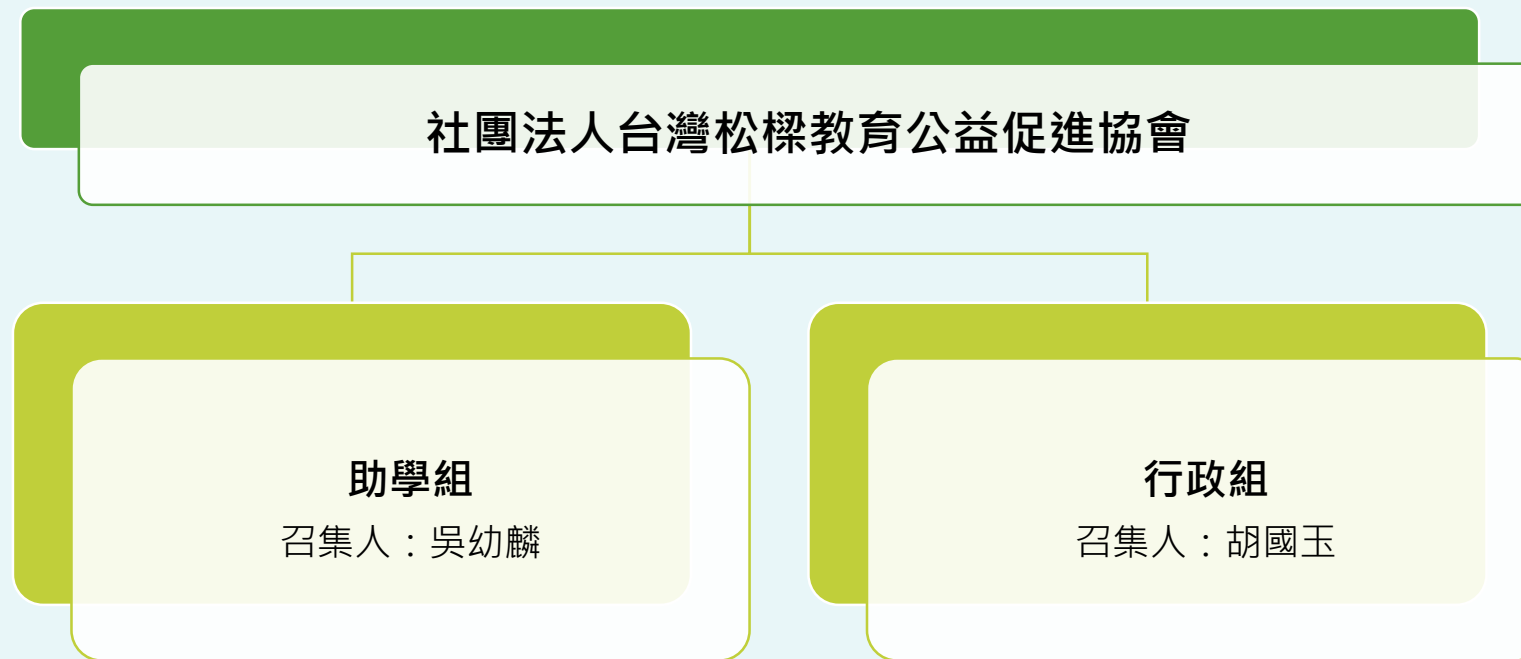 社團法人台灣松樑教育公益促進協會
助學組
召集人：吳幼麟
行政組
召集人：胡國玉